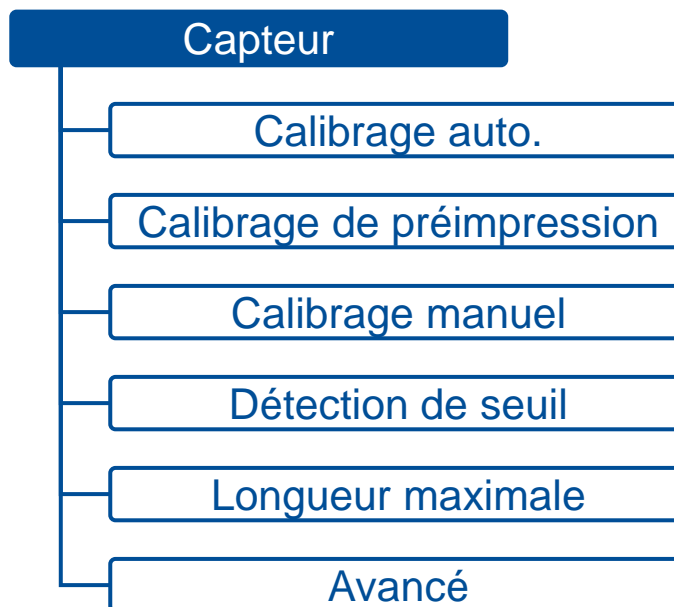 Capteur
Calibrage auto.
Calibrage de préimpression
Calibrage manuel
Détection de seuil
Longueur maximale
Avancé